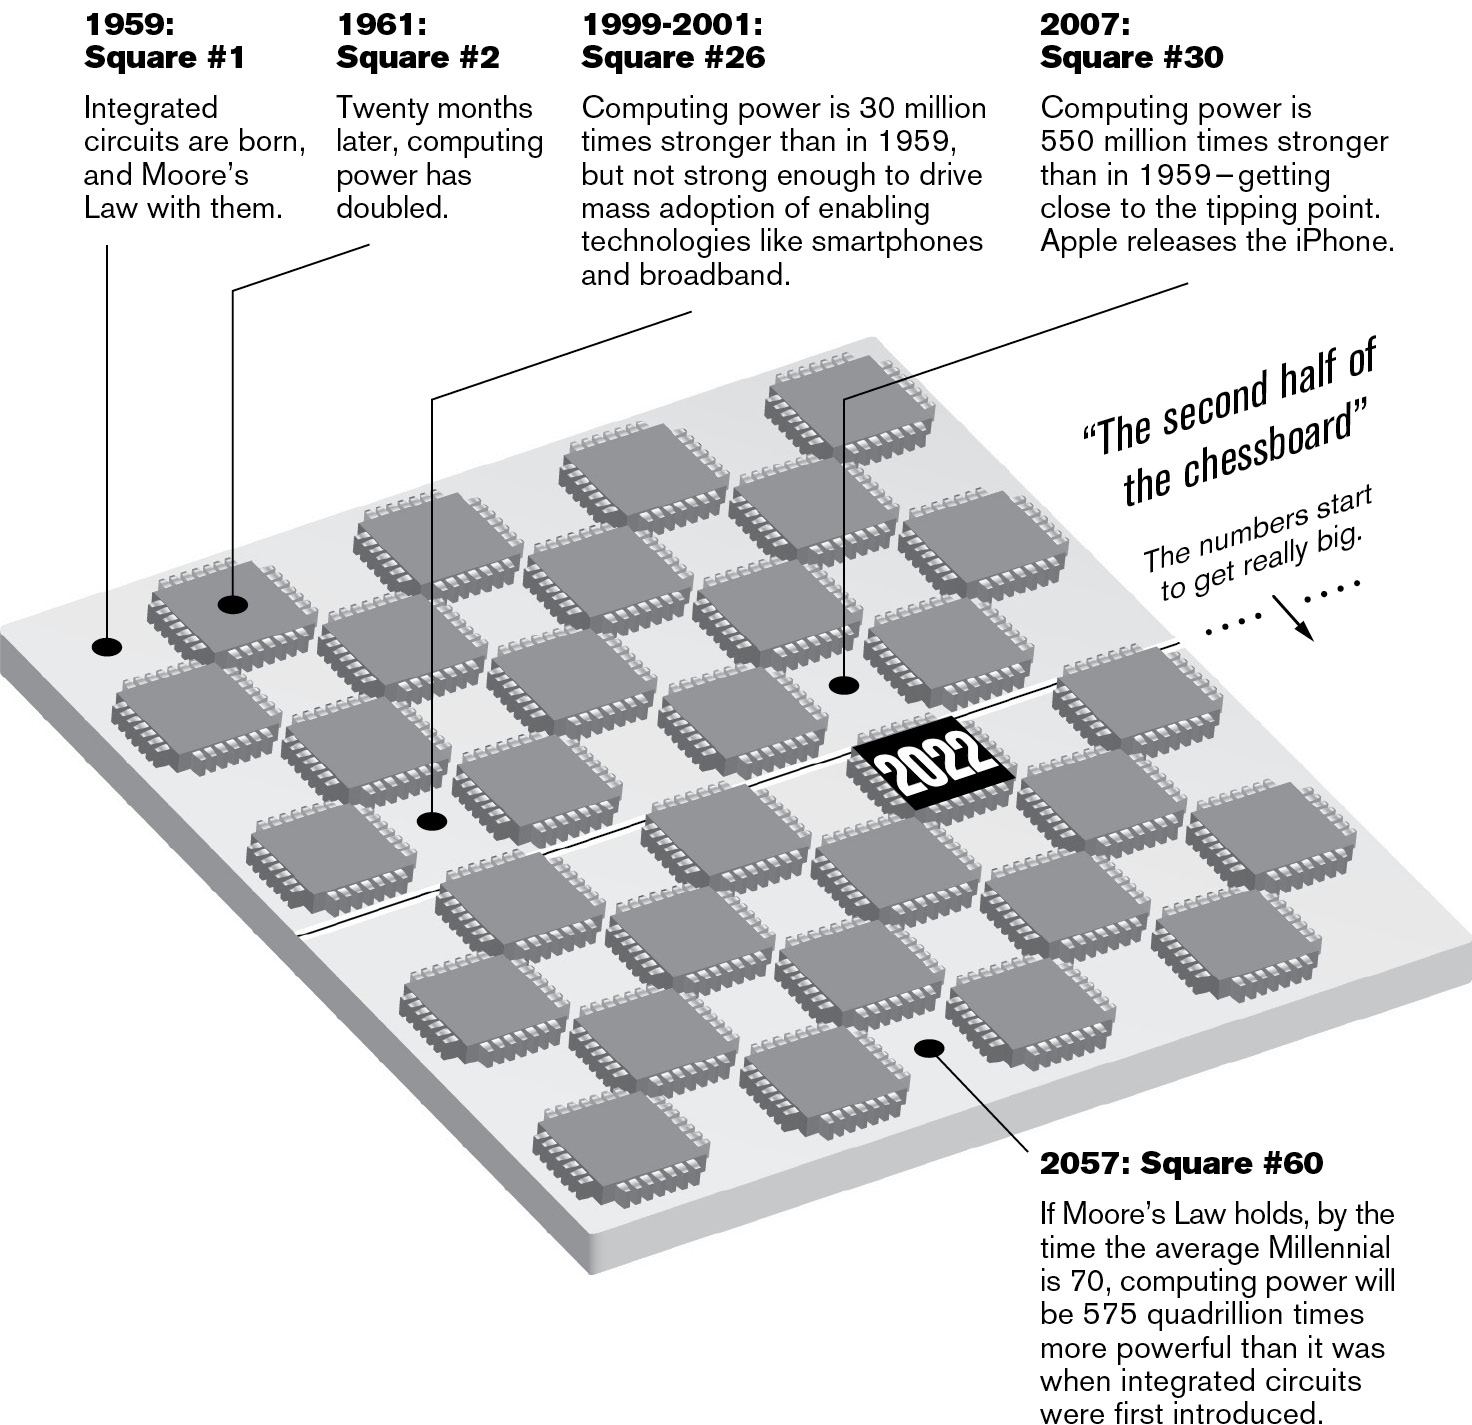 1959:
Square #1
Integrated
circuits are born,
and Moore's
Law with them.
1961:
Square #2
Twenty months
later, computing
power has
doubled.
1999-2001:
Square #26
Computing power is 30 million
times stronger than in 1959,
but not strong enough to drive
mass adoption of enabling
technologies like smartphones
and broadband.
2007:
Square #30
Computing power is
550 million times stronger
than in 1959—getting
close to the tipping point.
Apple releases the iPhone.
“The second half of
the chessboard”
The numbers start
to get really big.
2022
2057: Square #60
If Moore's Law holds, by the
time the average Millennial
is 70, computing power will
be 575 quadrillion times
more powerful than it was
when integrated circuits
were first introduced.